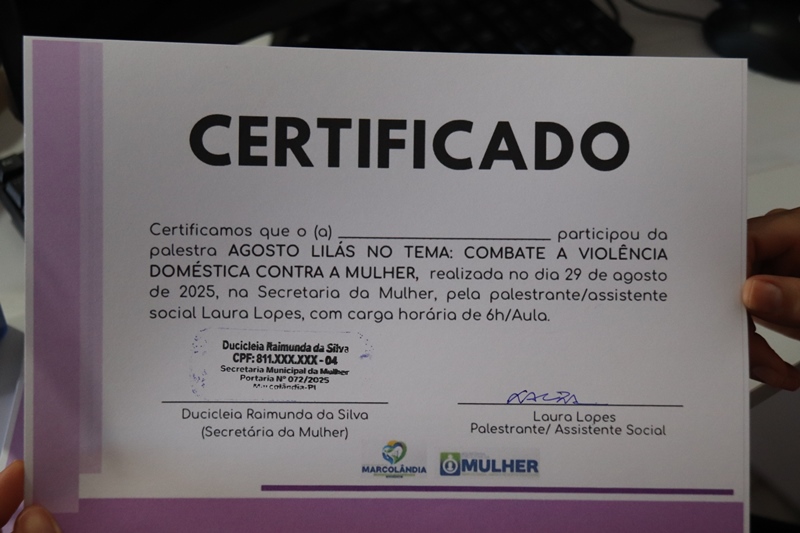 CERTIFICADO
Certificamos que o (a) ______________________ participou da
palestra AGOSTO LILÁS NO TEMA: COMBATE A VIOLÊNCIA
DOMÉSTICA CONTRA A MULHER, realizada no dia 29 de agosto
de 2025, na Secretaria da Mulher, pela palestrante/assistente
social Laura Lopes, com carga horária de 6h/Aula.
Ducicleia Raimunda da Silva
CPF: 811.XXX.XXX - 04
Secretaria Municipal da Mulher
Portaria Nº 072/2025
Marcolândia-PI
Ducicleia Raimunda da Silva
(Secretária da Mulher)
Laura Lopes
Palestrante/ Assistente Social
MARCOLÂNDIA
MULHER